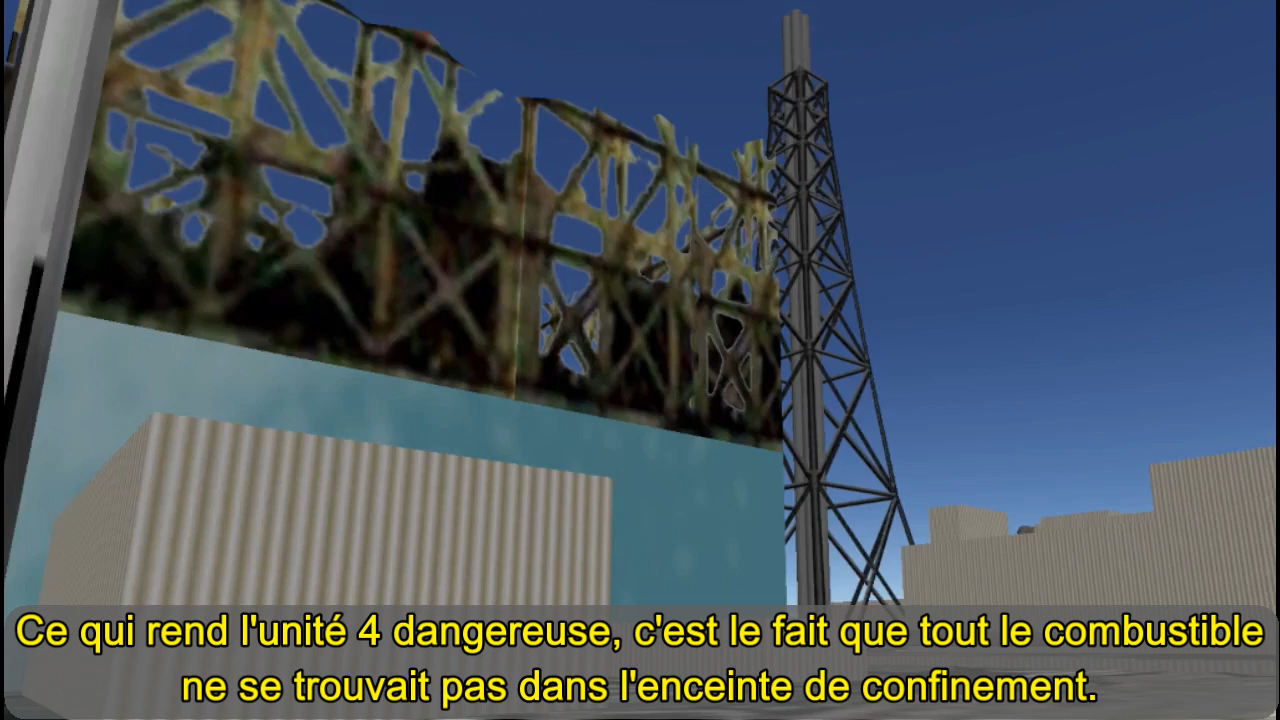 Ce qui rend l'unité 4 dangereuse, c'est le fait que tout le combustible
ne se trouvait pas dans l'enceinte de confinement.